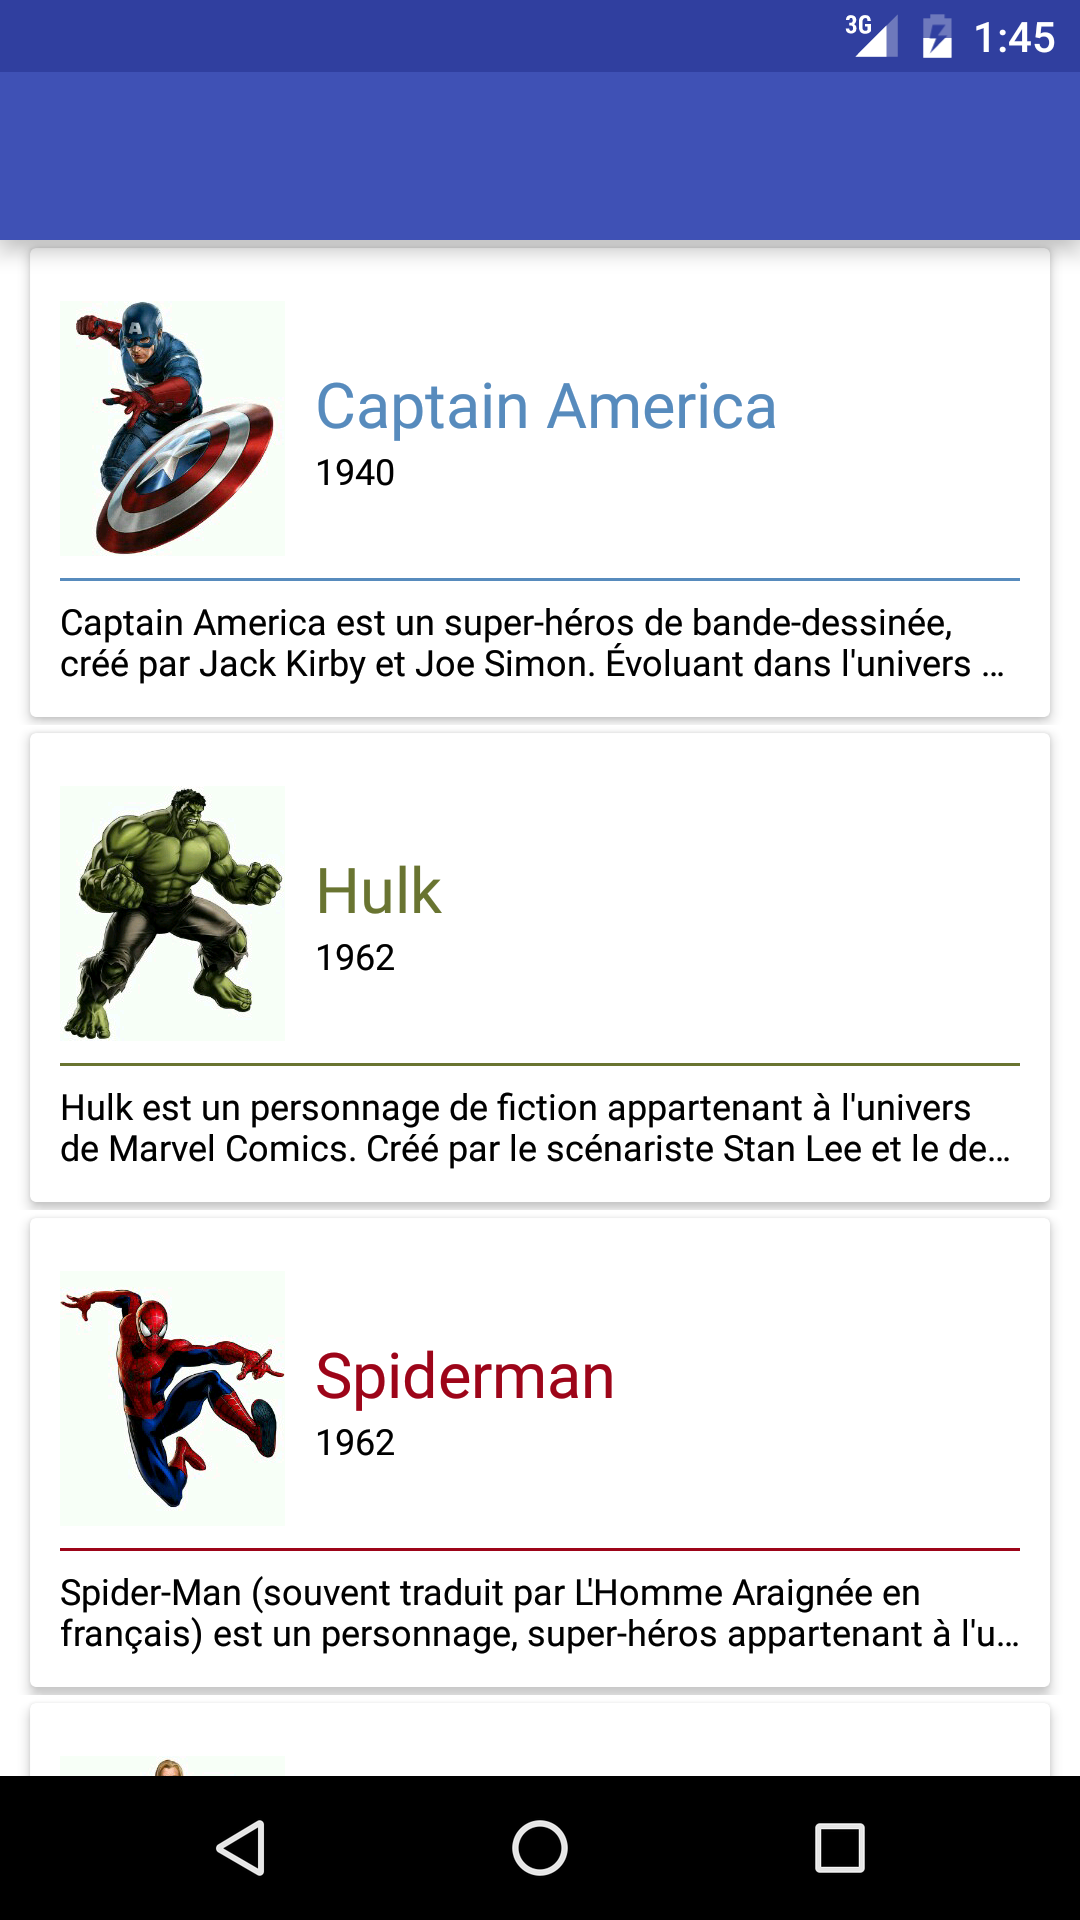 3G 1:45
Captain America
1940
Captain America est un super-héros de bande-dessinée,
créé par Jack Kirby et Joe Simon. Évoluant dans l'univers ...
Hulk
1962
Hulk est un personnage de fiction appartenant à l'univers
de Marvel Comics. Créé par le scénariste Stan Lee et le de...
Spiderman
1962
Spider-Man (souvent traduit par L'Homme Araignée en
français) est un personnage, super-héros appartenant à l'u...